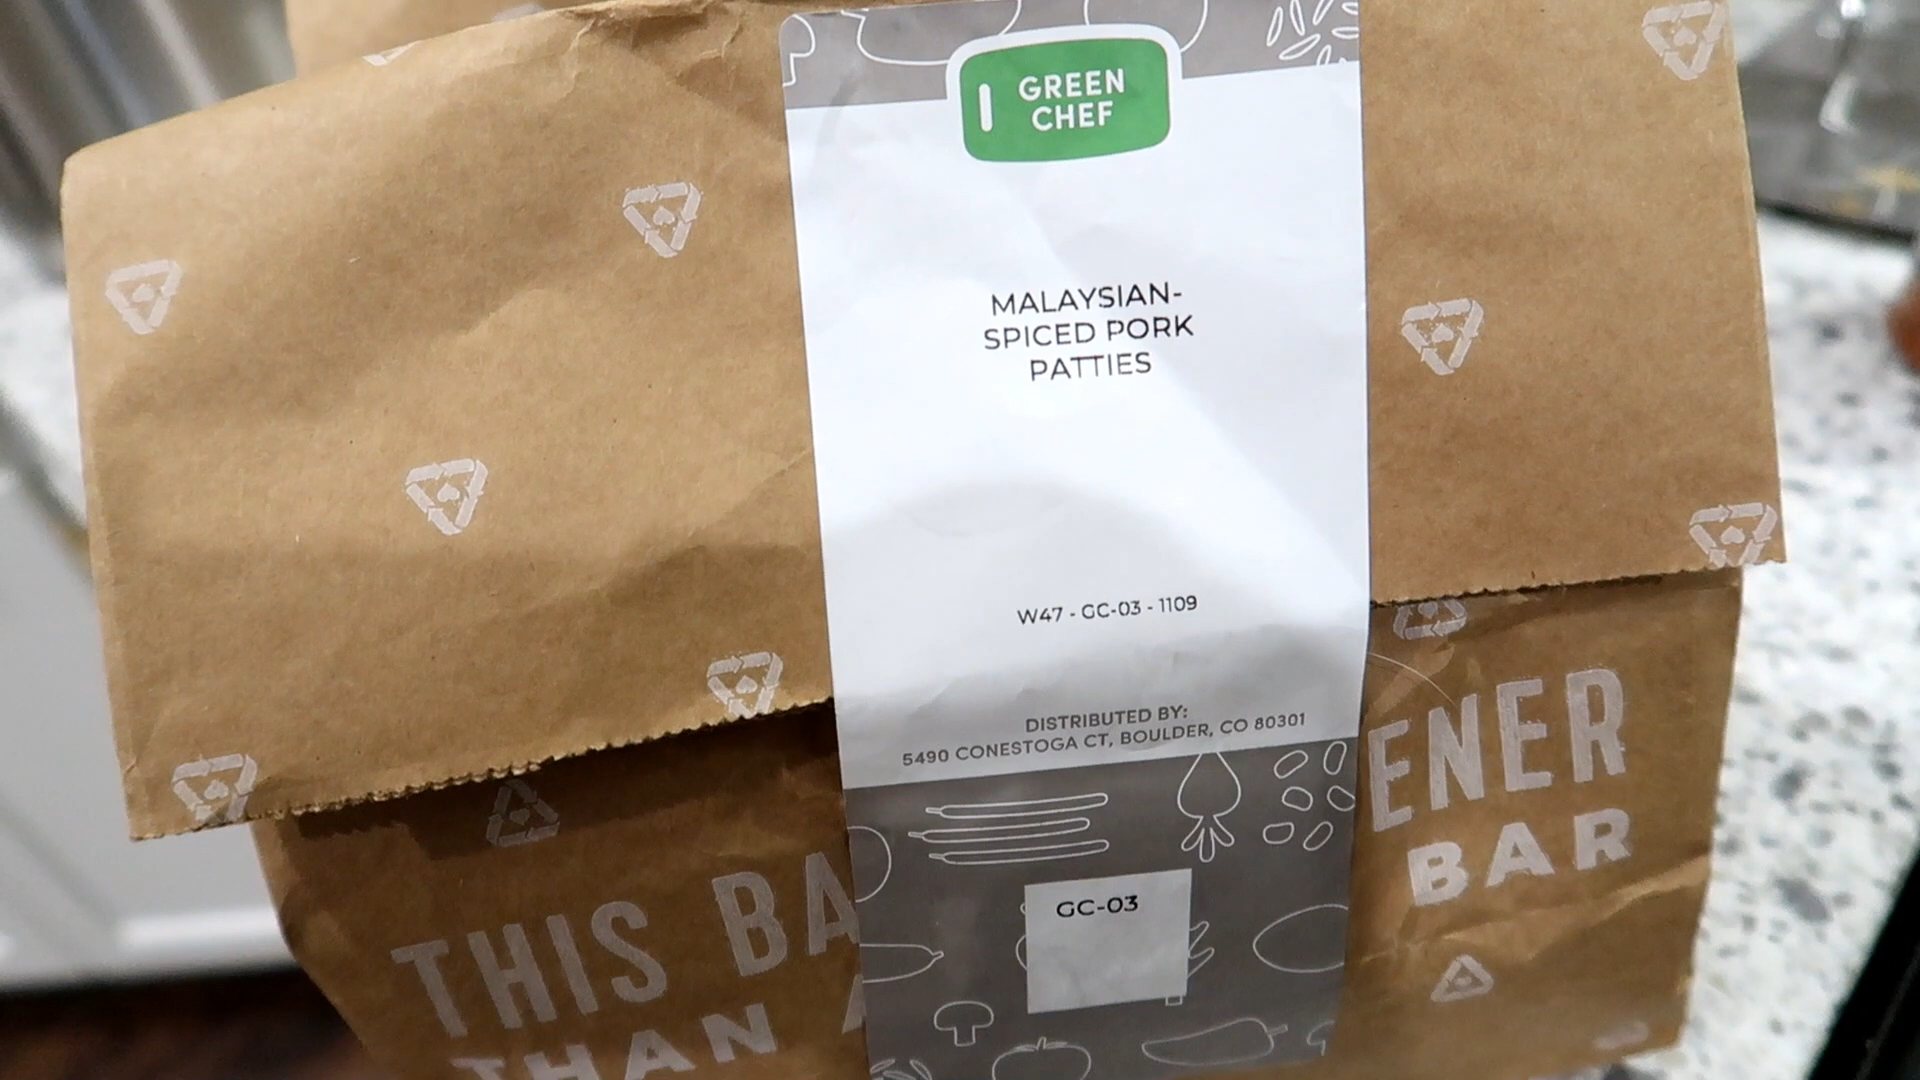 GREEN
CHEF
MALAYSIAN-
SPICED PORK
PATTIES
W47 - GC-03 - 1109
DISTRIBUTED BY:
5490 CONESTOGA CT, BOULDER, CO 80301
GC-03
THIS BA
ENER
THAN A
BAR